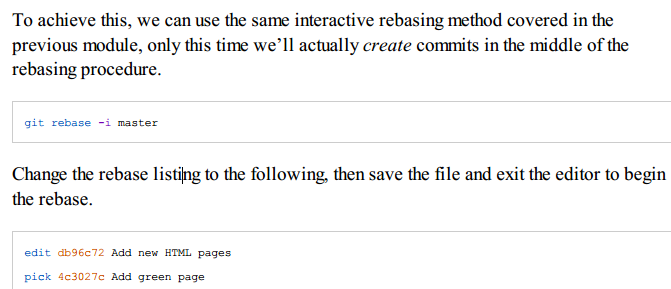 To achieve this, we can use the same interactive rebasing method covered in the
previous module, only this time we’ll actually create commits in the middle of the
rebasing procedure.
git rebase -i master
Change the rebase listing to the following, then save the file and exit the editor to begin
the rebase.
edit db96c72 Add new HTML pages
pick 4c3027c Add green page